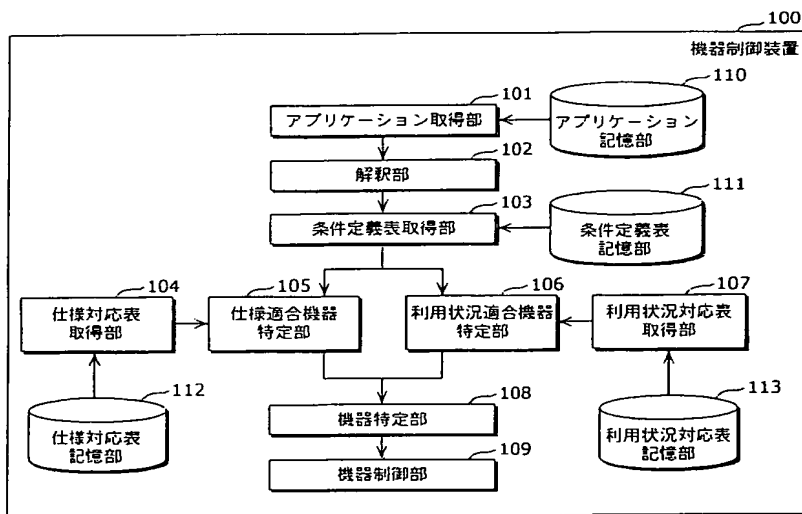 100
機器制御装置
110
101
アプリケーション取得部
アプリケーション
記憶部
102
解釈部
103
111
条件定義表取得部
条件定義表
記憶部
104
105
106
107
仕様対応表
取得部
仕様適合機器
特定部
利用状況適合機器
特定部
利用状況対応表
取得部
112
108
113
仕様対応表
記憶部
機器特定部
利用状況対応表
記憶部
109
機器制御部